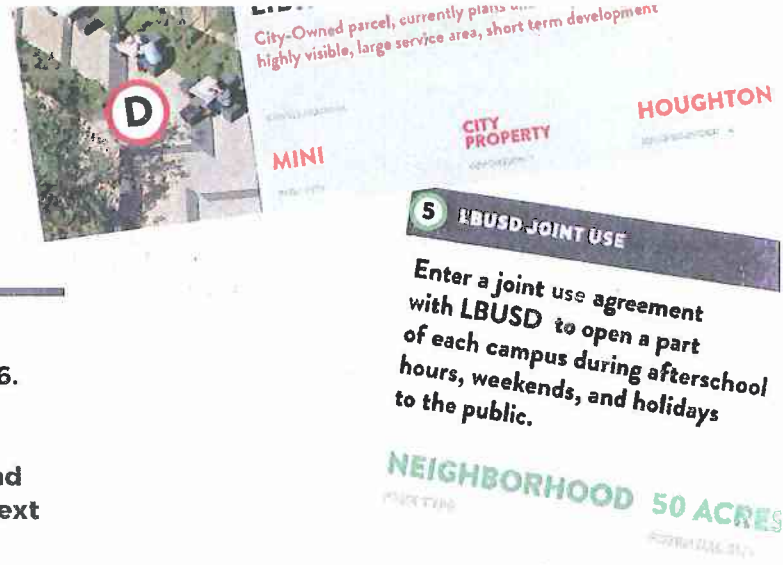 City-Owned parcel, currently plans
highly visible, large service area, short term development
D
MINI
CITY
PROPERTY
HOUGHTON
5 LBUSD JOINT USE
Enter a joint use agreement
with LBUSD to open a part
of each campus during afterschool
hours, weekends, and holidays
to the public.
NEIGHBORHOOD 50 ACRES
6.
nd
ext